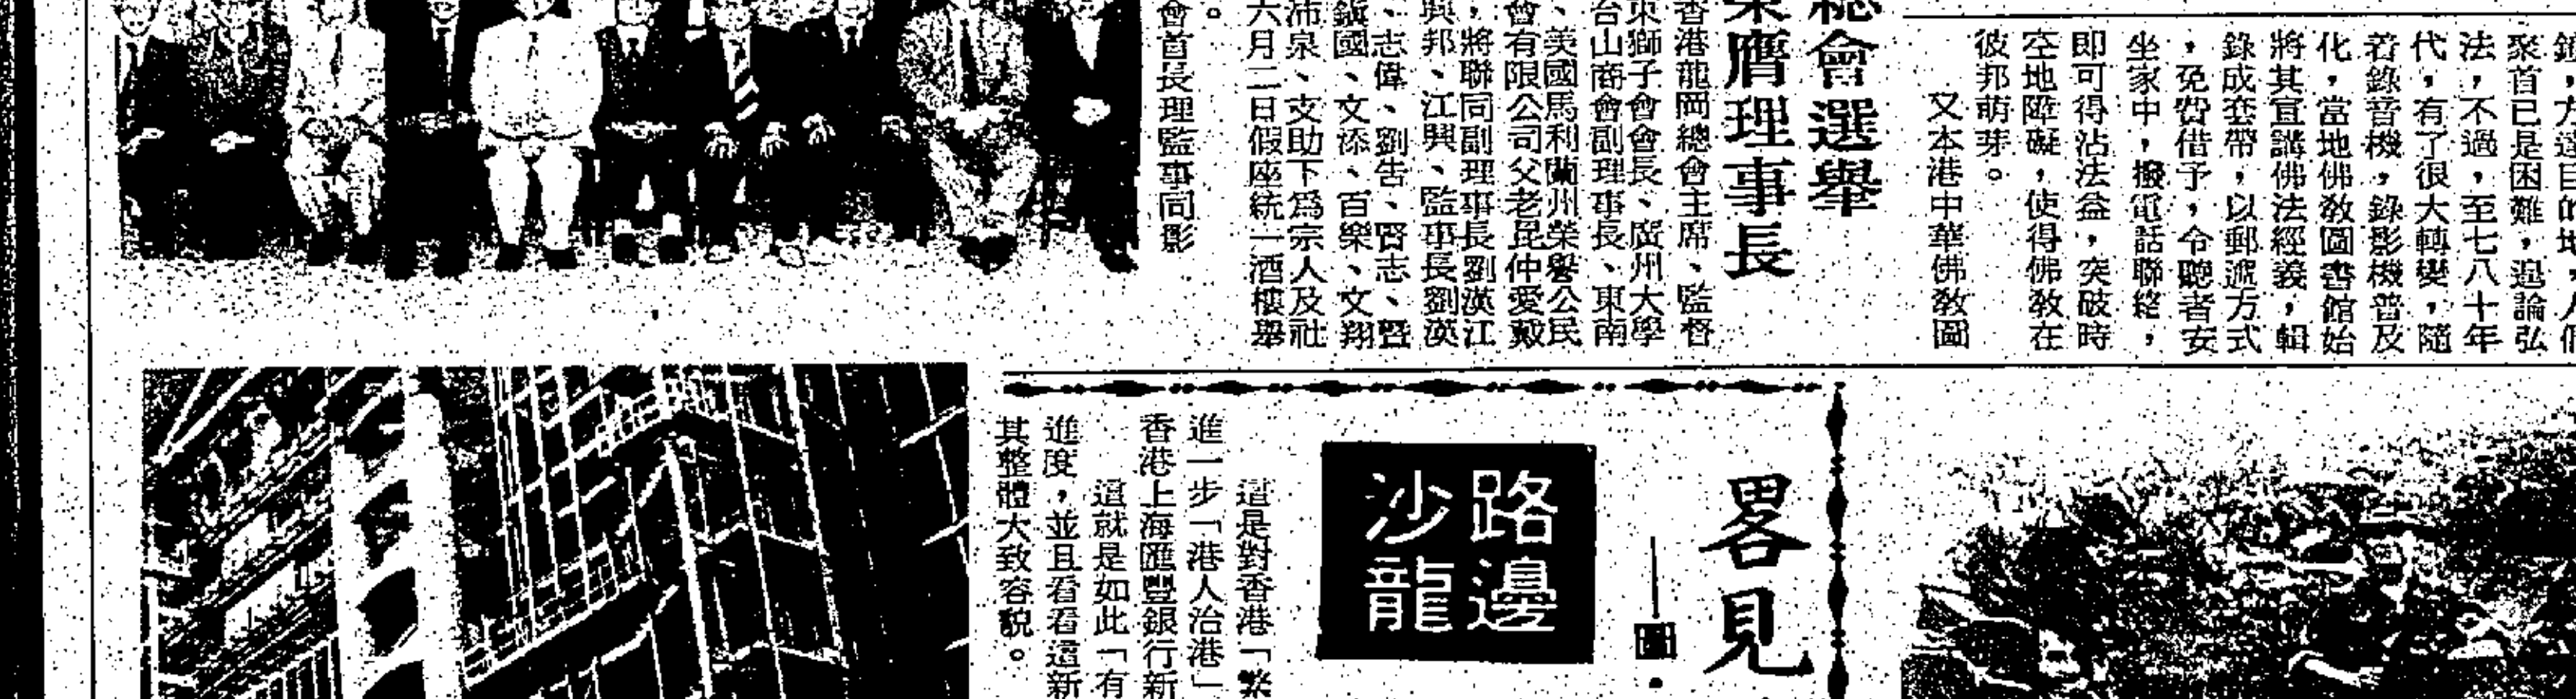 聚首已是困難，遑論弘
法，不過，至七八十年
代，有了很大轉變，隨
着錄音機，錄影機普及
化，當地佛教圖書館始
將其宣講佛法經義，輯
錄成套帶，以郵遞方式
，免費借予，令聽者安
坐家中，搬電話聯絡，
即可得沾法益，突破時
空地障礙，使得佛教在
彼邦萌芽。
又本港中華佛教圖
總會選舉
榮膺理事長
香港龍岡總會主席、監督
東獅子會會長、廣州大學
台山商會副理事長、東南
、美國馬利蘭州榮譽公民
會有限公司父老昆仲愛戴
，將聯同副理事長劉漢江
興邦、江興、監事長劉漢
、志偉、劉告、賢志、暨
鎮國、文添、百樂、文翔
沛泉、支助下為宗人及社
六月二日假座統一酒樓舉
。
會首長理監事同影
畧見
圖
路邊
沙龍
這是對香港「繁
進一步「港人治港」
香港上海匯豐銀行新
這就是如此「有
進度，並且看看這新
其整體大致容貌。